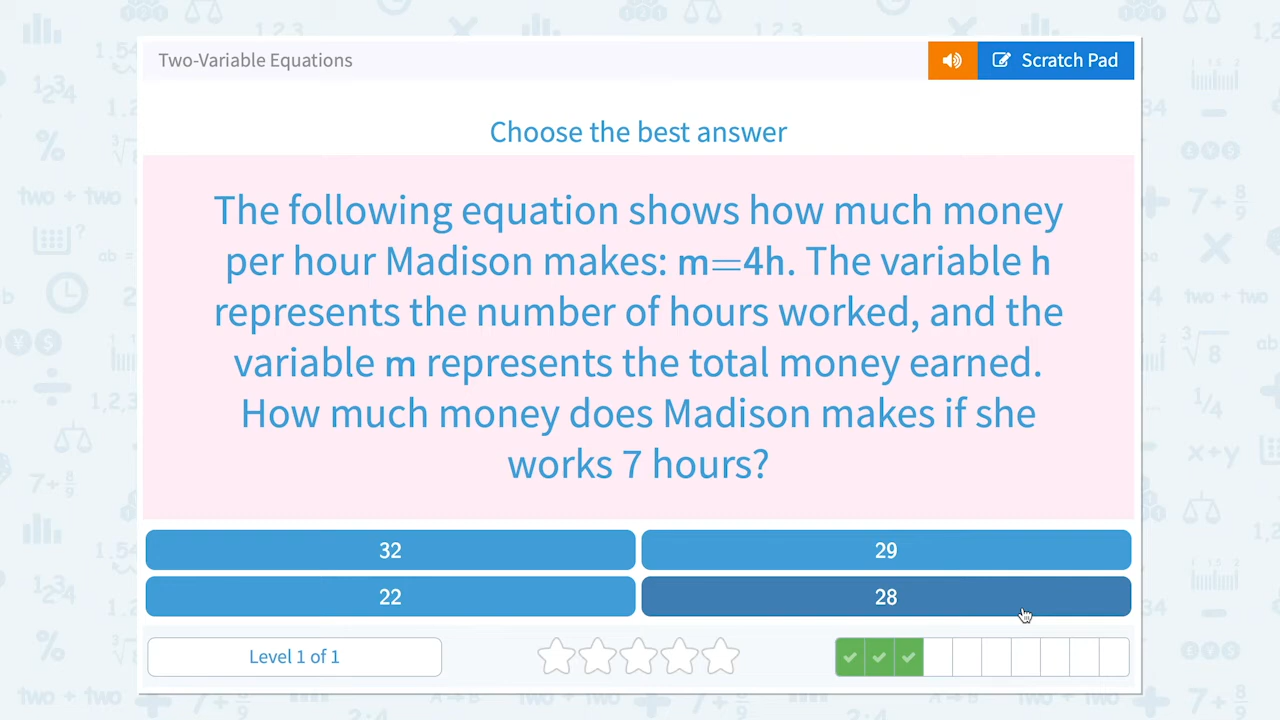 Two-Variable Equations
Scratch Pad
Choose the best answer
The following equation shows how much money
per hour Madison makes: m=4h. The variable h
represents the number of hours worked, and the
variable m represents the total money earned.
How much money does Madison makes if she
works 7 hours?
32
29
22
28
Level 1 of 1